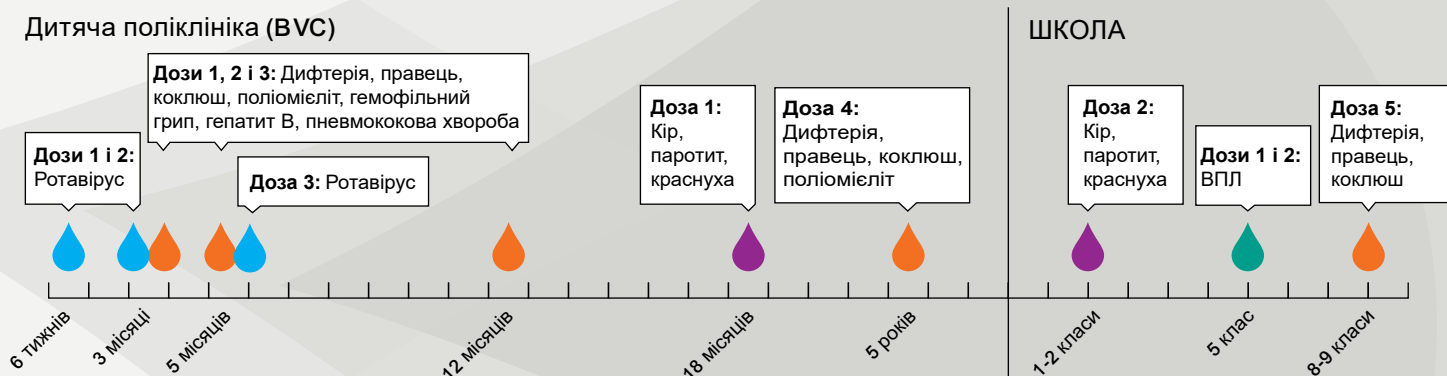 Дитяча поліклініка (BVC)
ШКОЛА
Дози 1, 2 і 3: Дифтерія, правець,
коклюш, поліомієліт, гемофільний
грип, гепатит B, пневмококова хвороба
Дози 1 і 2:
Ротавірус
Доза 3: Ротавірус
Доза 1:
Кір,
паротит,
краснуха
Доза 4:
Дифтерія,
правець, коклюш,
поліомієліт
Доза 2:
Кір,
паротит,
краснуха
Дози 1 і 2:
ВПЛ
Доза 5:
Дифтерія,
правець,
коклюш
6 тижнів
3 місяці
5 місяців
12 місяців
18 місяців
5 років
1-2 класи
5 клас
8-9 класи